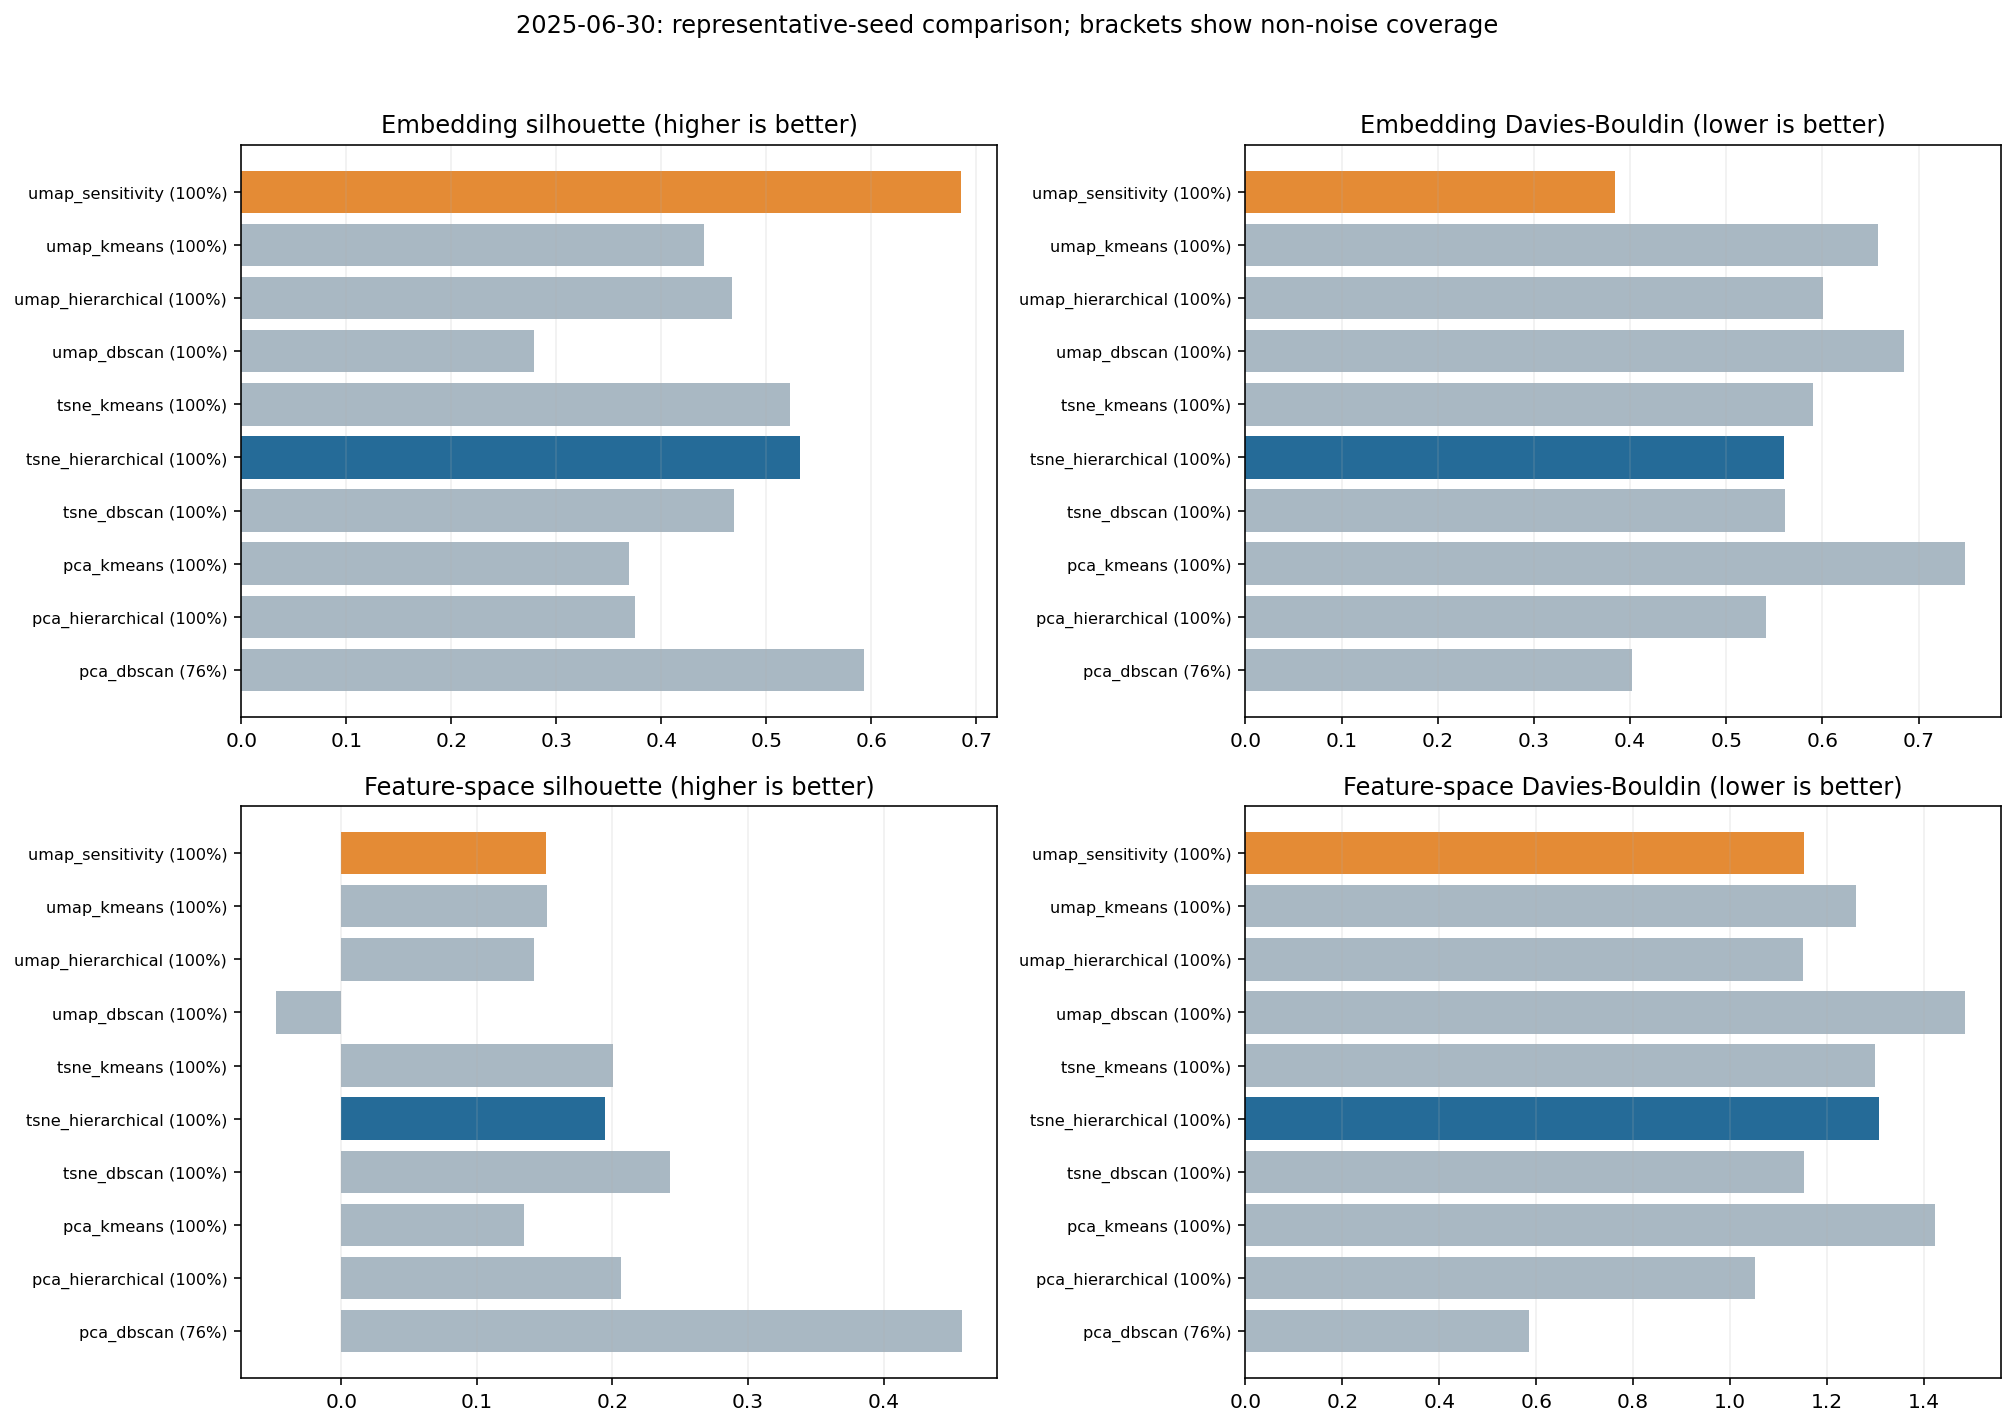 2025-06-30: representative-seed comparison; brackets show non-noise coverage
Embedding silhouette (higher is better)
umap_sensitivity (100%)
umap_kmeans (100%)
umap_hierarchical (100%)
umap_dbscan (100%)
tsne_kmeans (100%)
tsne_hierarchical (100%)
tsne_dbscan (100%)
pca_kmeans (100%)
pca_hierarchical (100%)
pca_dbscan (76%)
0.0 0.1 0.2 0.3 0.4 0.5 0.6 0.7
Embedding Davies-Bouldin (lower is better)
umap_sensitivity (100%)
umap_kmeans (100%)
umap_hierarchical (100%)
umap_dbscan (100%)
tsne_kmeans (100%)
tsne_hierarchical (100%)
tsne_dbscan (100%)
pca_kmeans (100%)
pca_hierarchical (100%)
pca_dbscan (76%)
0.0 0.1 0.2 0.3 0.4 0.5 0.6 0.7
Feature-space silhouette (higher is better)
umap_sensitivity (100%)
umap_kmeans (100%)
umap_hierarchical (100%)
umap_dbscan (100%)
tsne_kmeans (100%)
tsne_hierarchical (100%)
tsne_dbscan (100%)
pca_kmeans (100%)
pca_hierarchical (100%)
pca_dbscan (76%)
0.0 0.1 0.2 0.3 0.4
Feature-space Davies-Bouldin (lower is better)
umap_sensitivity (100%)
umap_kmeans (100%)
umap_hierarchical (100%)
umap_dbscan (100%)
tsne_kmeans (100%)
tsne_hierarchical (100%)
tsne_dbscan (100%)
pca_kmeans (100%)
pca_hierarchical (100%)
pca_dbscan (76%)
0.0 0.2 0.4 0.6 0.8 1.0 1.2 1.4